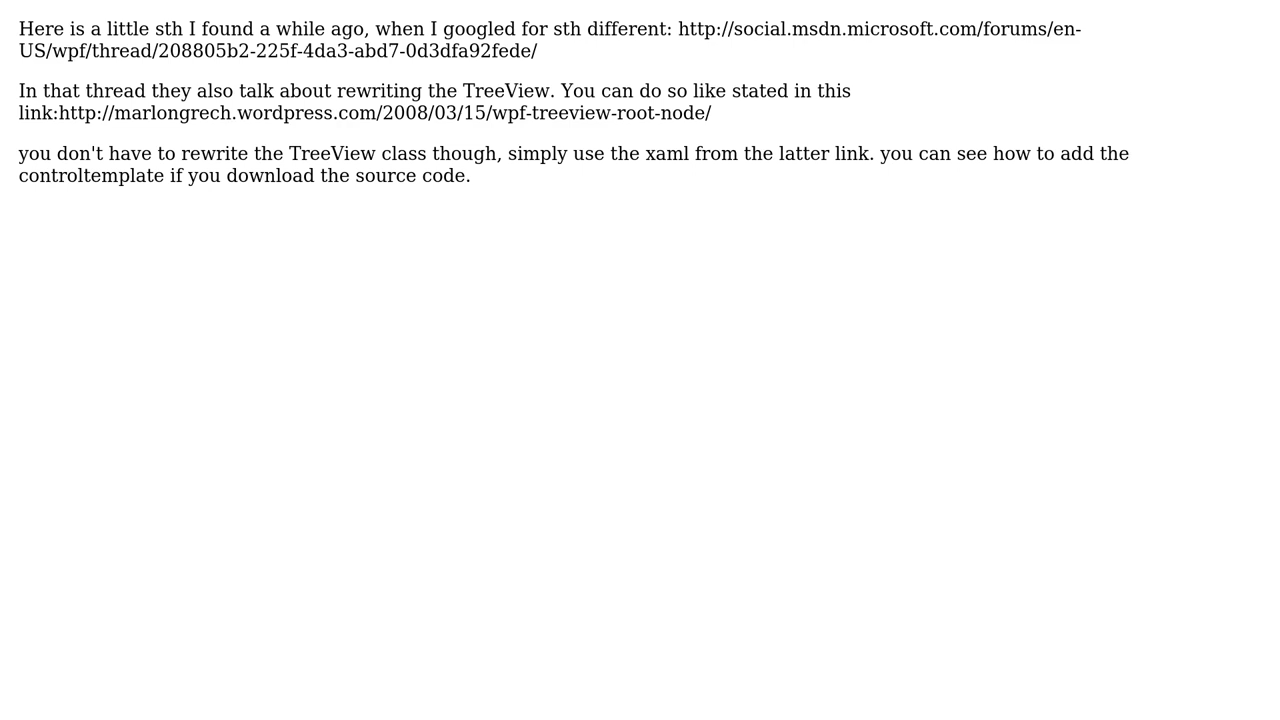 Here is a little sth I found a while ago, when I googled for sth different: http://social.msdn.microsoft.com/forums/en-
US/wpf/thread/208805b2-225f-4da3-abd7-0d3dfa92fede/
In that thread they also talk about rewriting the TreeView. You can do so like stated in this
link:http://marlongrech.wordpress.com/2008/03/15/wpf-treeview-root-node/
you don't have to rewrite the TreeView class though, simply use the xaml from the latter link. you can see how to add the
controltemplate if you download the source code.